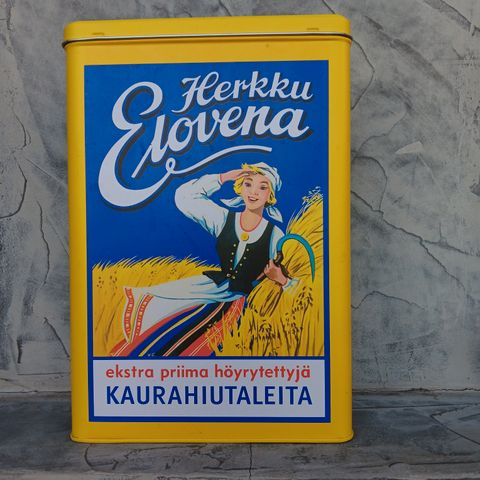 Herkku
Elovena
ekstra priima höyrytettyjä
KAURAHIUTALEITA